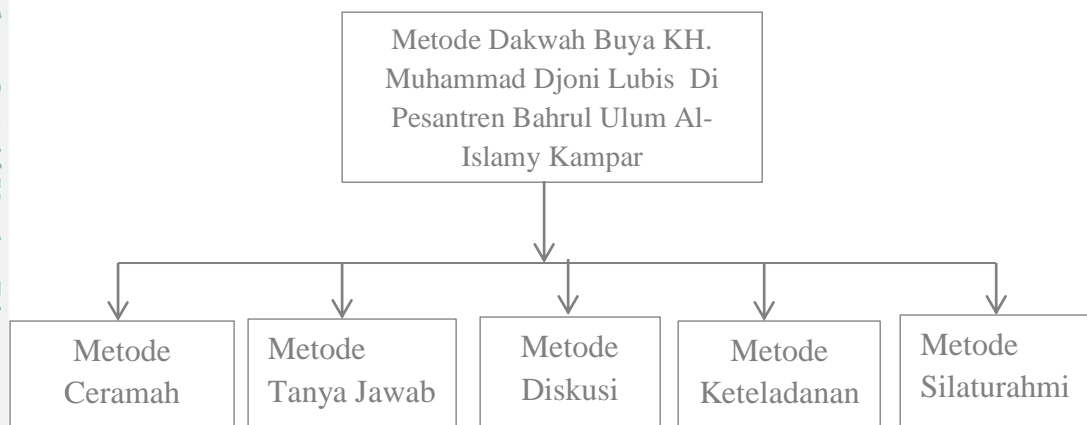 Metode Dakwah Buya KH.
Muhammad Djoni Lubis Di
Pesantren Bahrul Ulum Al-
Islamy Kampar
Metode
Ceramah
Metode
Tanya Jawab
Metode
Diskusi
Metode
Keteladanan
Metode
Silaturahmi